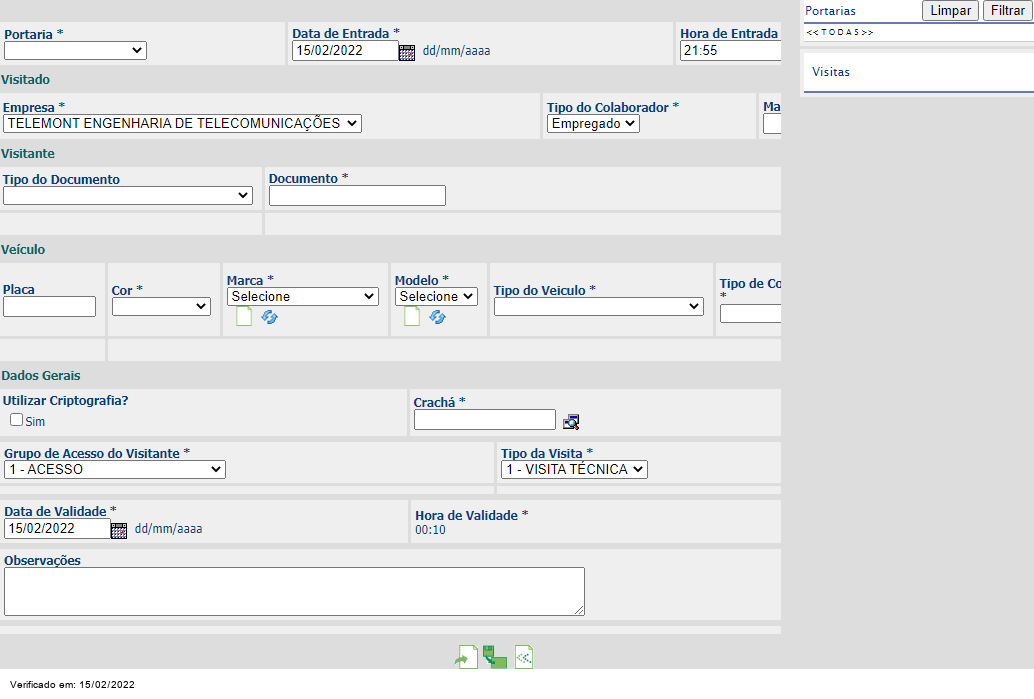 Portarias Limpar Filtrar
<<TODAS>>
Visitas
Portaria * Data de Entrada * Hora de Entrada
15/02/2022 dd/mm/aaaa 21:55
Visitado
Empresa * Tipo do Colaborador * Ma
TELEMONT ENGENHARIA DE TELECOMUNICAÇÕES Empregado
Visitante
Tipo do Documento Documento *
Veículo
Placa Cor * Marca * Modelo * Tipo do Veiculo * Tipo de Co
*
Selecione Selecione
Dados Gerais
Utilizar Criptografia? Crachá *
Sim
Grupo de Acesso do Visitante * Tipo da Visita *
1 - ACESSO 1 - VISITA TÉCNICA
Data de Validade * Hora de Validade *
15/02/2022 dd/mm/aaaa 00:10
Observações
Verificado em: 15/02/2022